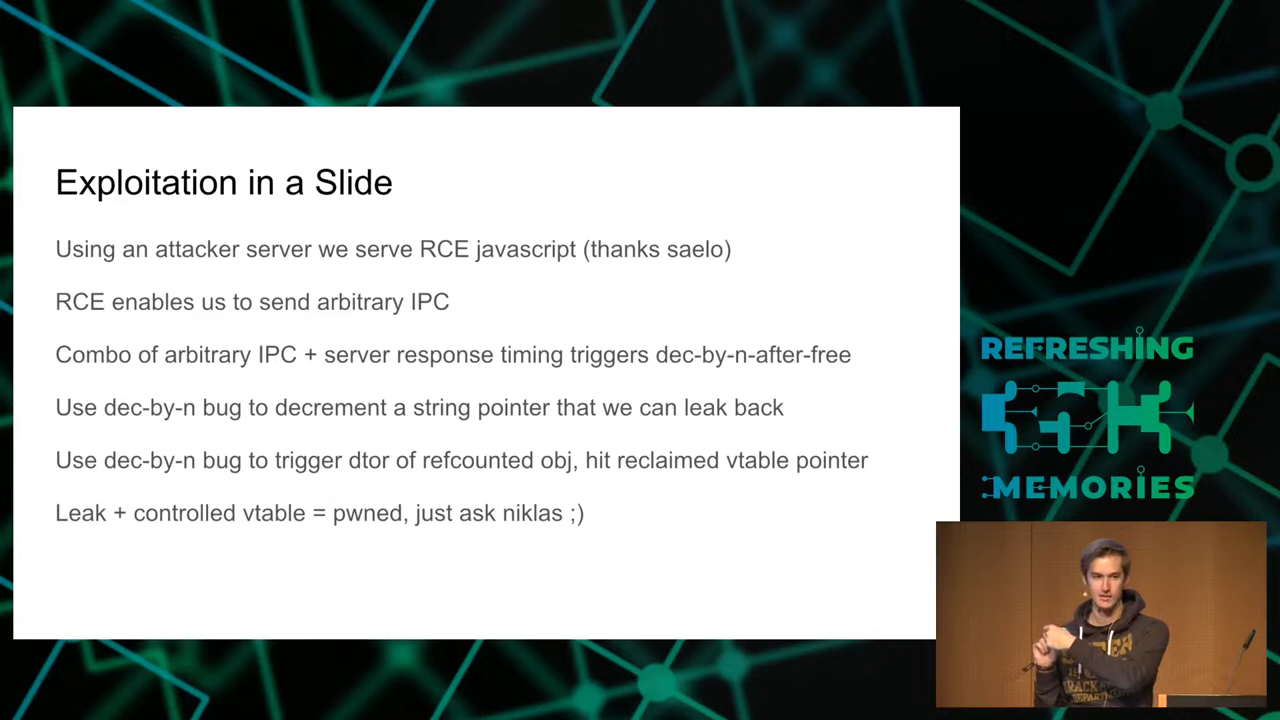 Exploitation in a Slide
Using an attacker server we serve RCE javascript (thanks saelo)
RCE enables us to send arbitrary IPC
Combo of arbitrary IPC + server response timing triggers dec-by-n-after-free
Use dec-by-n bug to decrement a string pointer that we can leak back
Use dec-by-n bug to trigger dtor of refcounted obj, hit reclaimed vtable pointer
Leak + controlled vtable = pwned, just ask niklas ;)
REFRESHING
MEMORIES